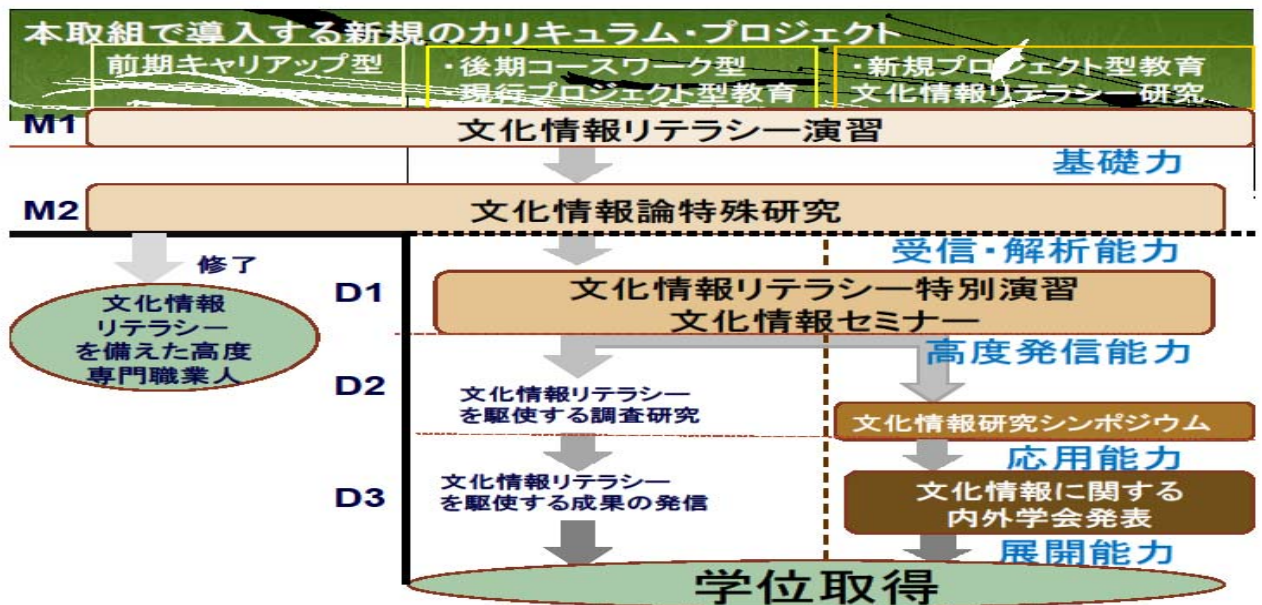 本取組で導入する新規のカリキュラム・プロジェクト
前期キャリアップ型
・後期コースワーク型
・現行プロジェクト型教育
・新規プロジェクト型教育
文化情報リテラシー研究
M1
文化情報リテラシー演習
基礎力
M2
文化情報論特殊研究
修了
受信・解析能力
文化情報
リテラシー
を備えた高度
専門職業人
D1
文化情報リテラシー特別演習
文化情報セミナー
高度発信能力
D2
文化情報リテラシー
を駆使する調査研究
文化情報研究シンポジウム
応用能力
D3
文化情報リテラシー
を駆使する成果の発信
文化情報に関する
内外学会発表
展開能力
学位取得